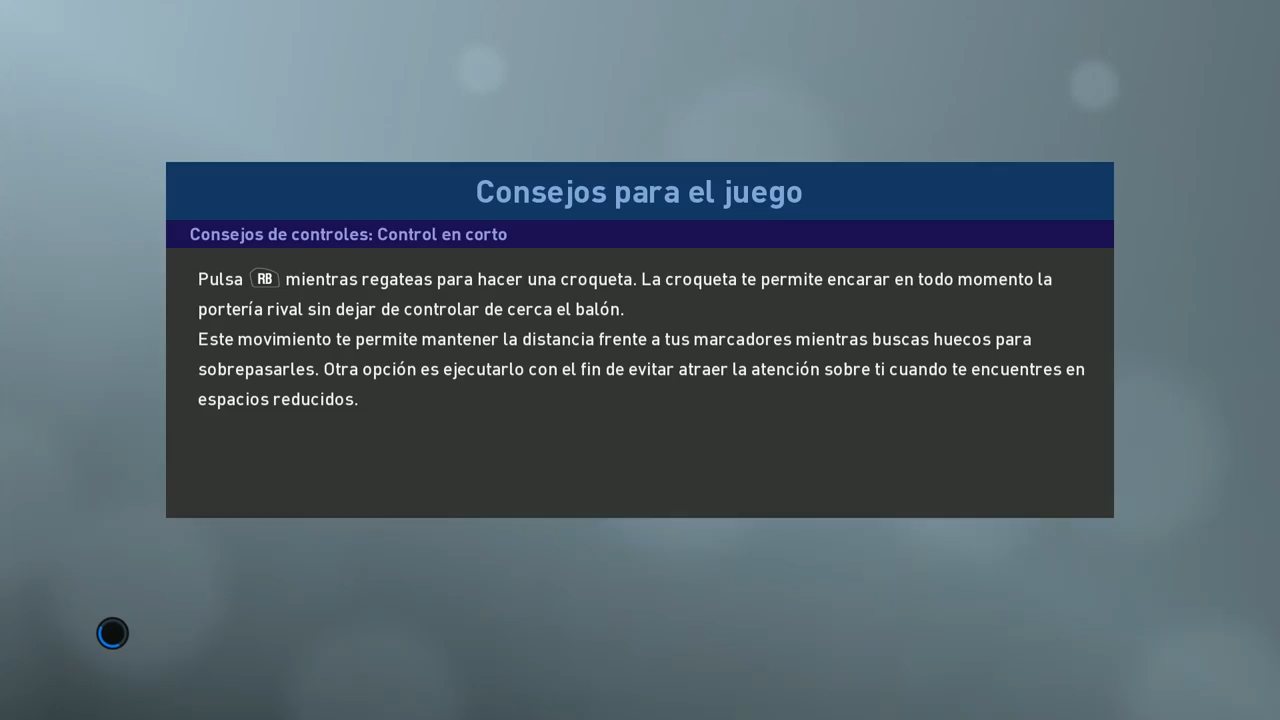 Consejos para el juego
Consejos de controles: Control en corto
Pulsa RB mientras regateas para hacer una croqueta. La croqueta te permite encarar en todo momento la
portería rival sin dejar de controlar de cerca el balón.
Este movimiento te permite mantener la distancia frente a tus marcadores mientras buscas huecos para
sobrepasarles. Otra opción es ejecutarlo con el fin de evitar atraer la atención sobre ti cuando te encuentres en
espacios reducidos.